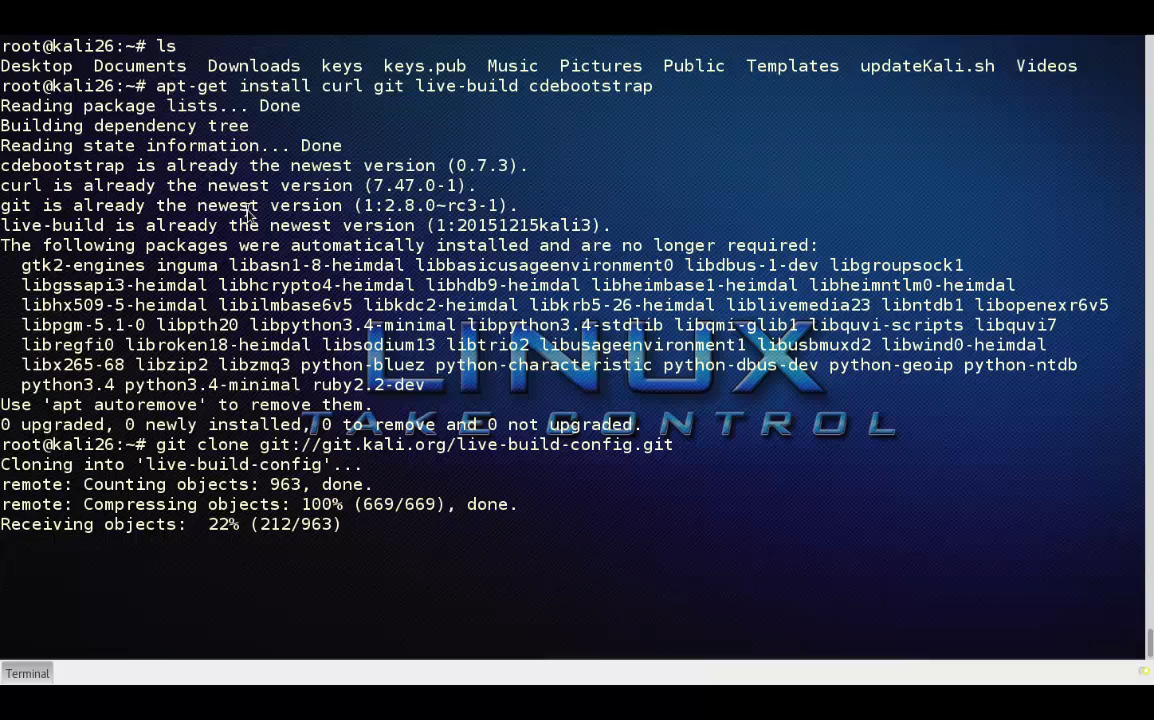 root@kali26:~# ls
Desktop  Documents  Downloads  keys  keys.pub  Music  Pictures  Public  Templates  updateKali.sh  Videos
root@kali26:~# apt-get install curl git live-build cdebootstrap
Reading package lists... Done
Building dependency tree
Reading state information... Done
cdebootstrap is already the newest version (0.7.3).
curl is already the newest version (7.47.0-1).
git is already the newest version (1:2.8.0~rc3-1).
live-build is already the newest version (1:20151215kali3).
The following packages were automatically installed and are no longer required:
  gtk2-engines inguma libasn1-8-heimdal libbasicusageenvironment0 libdbus-1-dev libgroupsock1
  libgssapi3-heimdal libhcrypto4-heimdal libhdb9-heimdal libheimbase1-heimdal libheimntlm0-heimdal
  libhx509-5-heimdal libilmbase6v5 libkdc2-heimdal libkrb5-26-heimdal liblivemedia23 libntdb1 libopenexr6v5
  libpgm-5.1-0 libpth20 libpython3.4-minimal libpython3.4-stdlib libqmi-glib1 libquvi-scripts libquvi7
  libregfi0 libroken18-heimdal libsodium13 libtrio2 libusageenvironment1 libusbmuxd2 libwind0-heimdal
  libx265-68 libzip2 libzmq3 python-bluez python-characteristic python-dbus-dev python-geoip python-ntdb
  python3.4 python3.4-minimal ruby2.2-dev
Use 'apt autoremove' to remove them.
0 upgraded, 0 newly installed, 0 to remove and 0 not upgraded.
root@kali26:~# git clone git://git.kali.org/live-build-config.git
Cloning into 'live-build-config'...
remote: Counting objects: 963, done.
remote: Compressing objects: 100% (669/669), done.
Receiving objects:  22% (212/963)
LINUX
TAKE CONTROL
Terminal